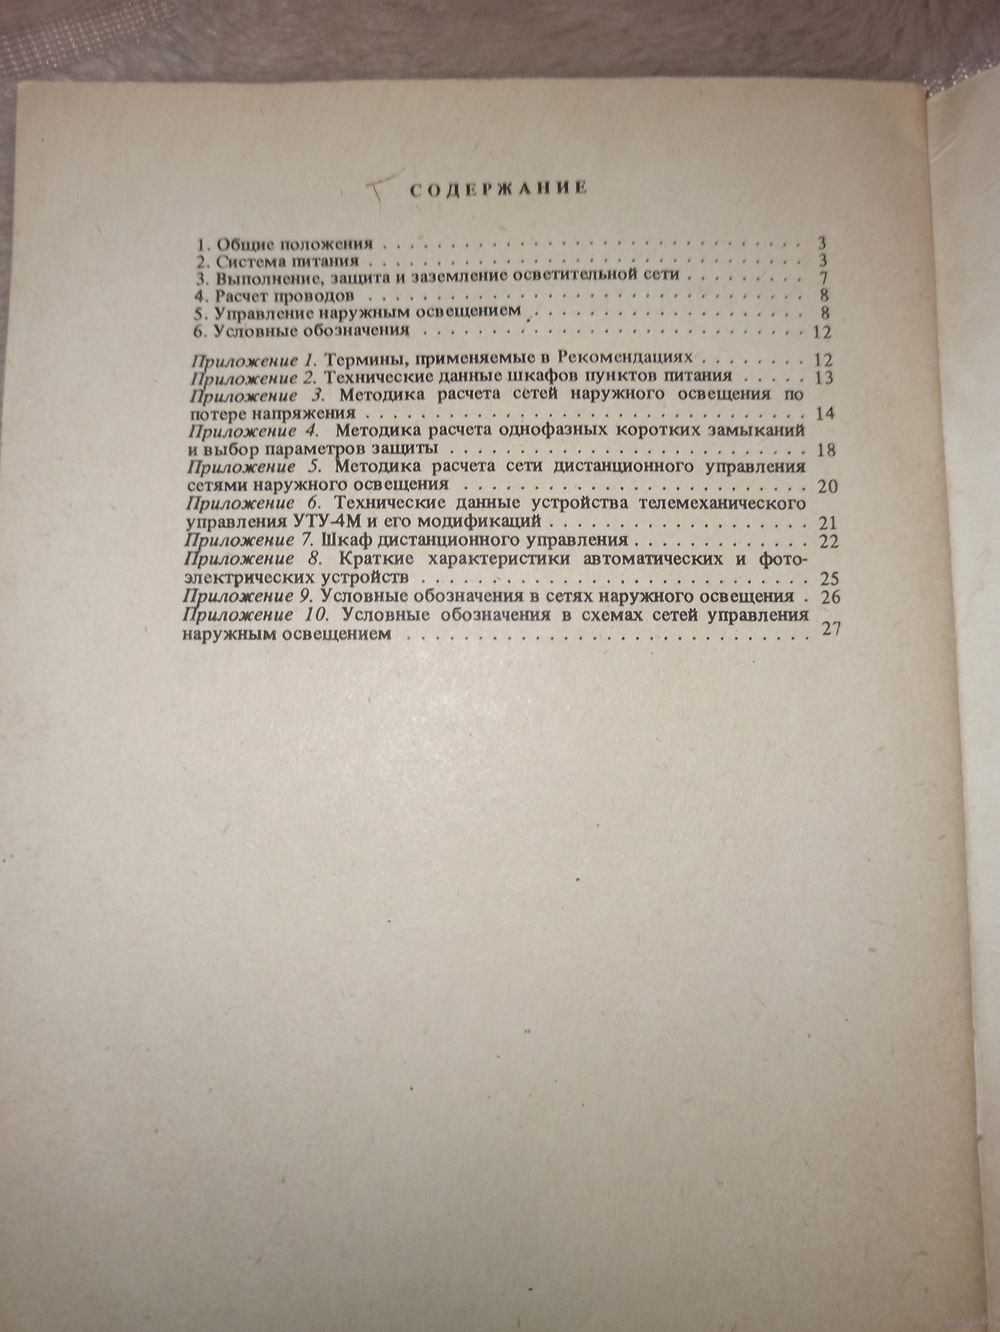 СОДЕРЖАНИЕ
1. Общие положения . . . . . . . . . . . . . . . . . . . . . . . . . . . . . . . 3
2. Система питания . . . . . . . . . . . . . . . . . . . . . . . . . . . . . . . . 3
3. Выполнение, защита и заземление осветительной сети . . . . . . . . . 7
4. Расчет проводов . . . . . . . . . . . . . . . . . . . . . . . . . . . . . . . . 8
5. Управление наружным освещением . . . . . . . . . . . . . . . . . . . . 8
6. Условные обозначения . . . . . . . . . . . . . . . . . . . . . . . . . . . . 12
Приложение 1. Термины, применяемые в Рекомендациях . . . . . . . . 12
Приложение 2. Технические данные шкафов пунктов питания . . . . . 13
Приложение 3. Методика расчета сетей наружного освещения по
потере напряжения . . . . . . . . . . . . . . . . . . . . . . . . . . . . . . . . 14
Приложение 4. Методика расчета однофазных коротких замыканий
и выбор параметров защиты . . . . . . . . . . . . . . . . . . . . . . . . . . 18
Приложение 5. Методика расчета сети дистанционного управления
сетями наружного освещения . . . . . . . . . . . . . . . . . . . . . . . . . 20
Приложение 6. Технические данные устройства телемеханического
управления УТУ-4М и его модификаций . . . . . . . . . . . . . . . . . . . 21
Приложение 7. Шкаф дистанционного управления . . . . . . . . . . . . . 22
Приложение 8. Краткие характеристики автоматических и фото-
электрических устройств . . . . . . . . . . . . . . . . . . . . . . . . . . . . 25
Приложение 9. Условные обозначения в сетях наружного освещения . 26
Приложение 10. Условные обозначения в схемах сетей управления
наружным освещением . . . . . . . . . . . . . . . . . . . . . . . . . . . . . 27